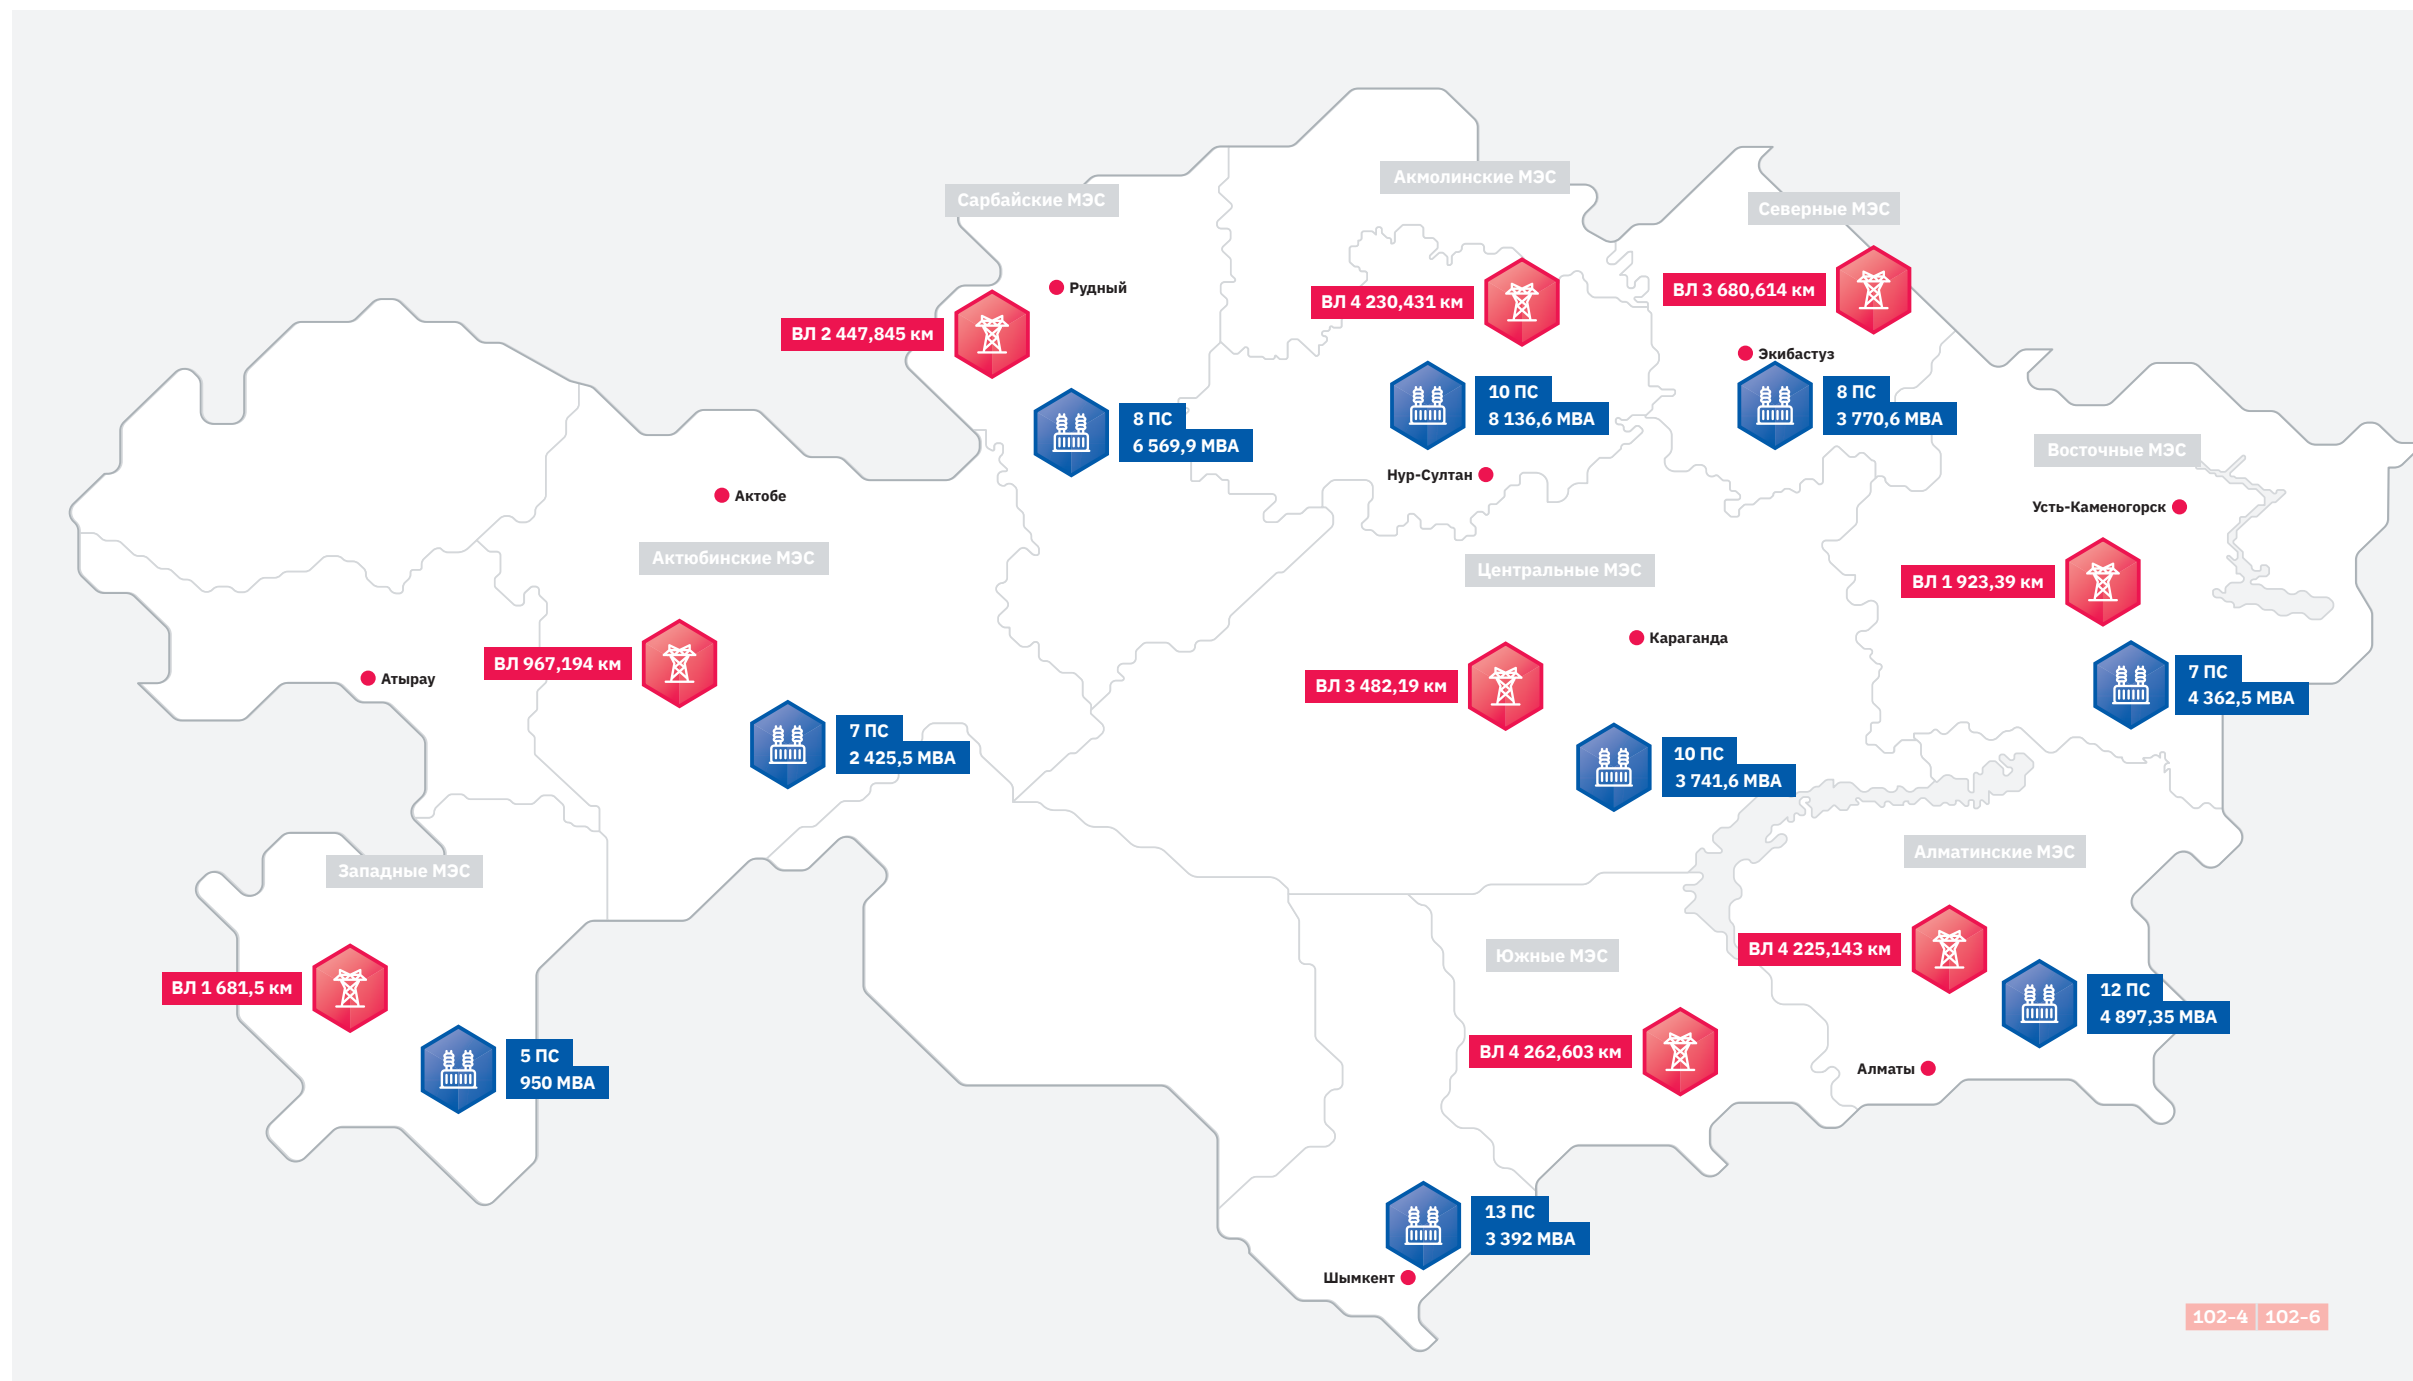 Акмолинские МЭС
Сарбайские МЭС
Северные МЭС
Рудный
ВЛ 2 447,845 км
ВЛ 4 230,431 км
ВЛ 3 680,614 км
Экибастуз
8 ПС
6 569,9 МВА
10 ПС
8 136,6 МВА
8 ПС
3 770,6 МВА
Нур-Султан
Восточные МЭС
Усть-Каменогорск
Актобе
Актюбинские МЭС
Центральные МЭС
ВЛ 1 923,39 км
Караганда
Атырау
ВЛ 967,194 км
ВЛ 3 482,19 км
7 ПС
4 362,5 МВА
7 ПС
2 425,5 МВА
10 ПС
3 741,6 МВА
Западные МЭС
Алматинские МЭС
Южные МЭС
ВЛ 4 225,143 км
ВЛ 1 681,5 км
12 ПС
4 897,35 МВА
5 ПС
950 МВА
ВЛ 4 262,603 км
Алматы
13 ПС
3 392 МВА
Шымкент
102-4 102-6